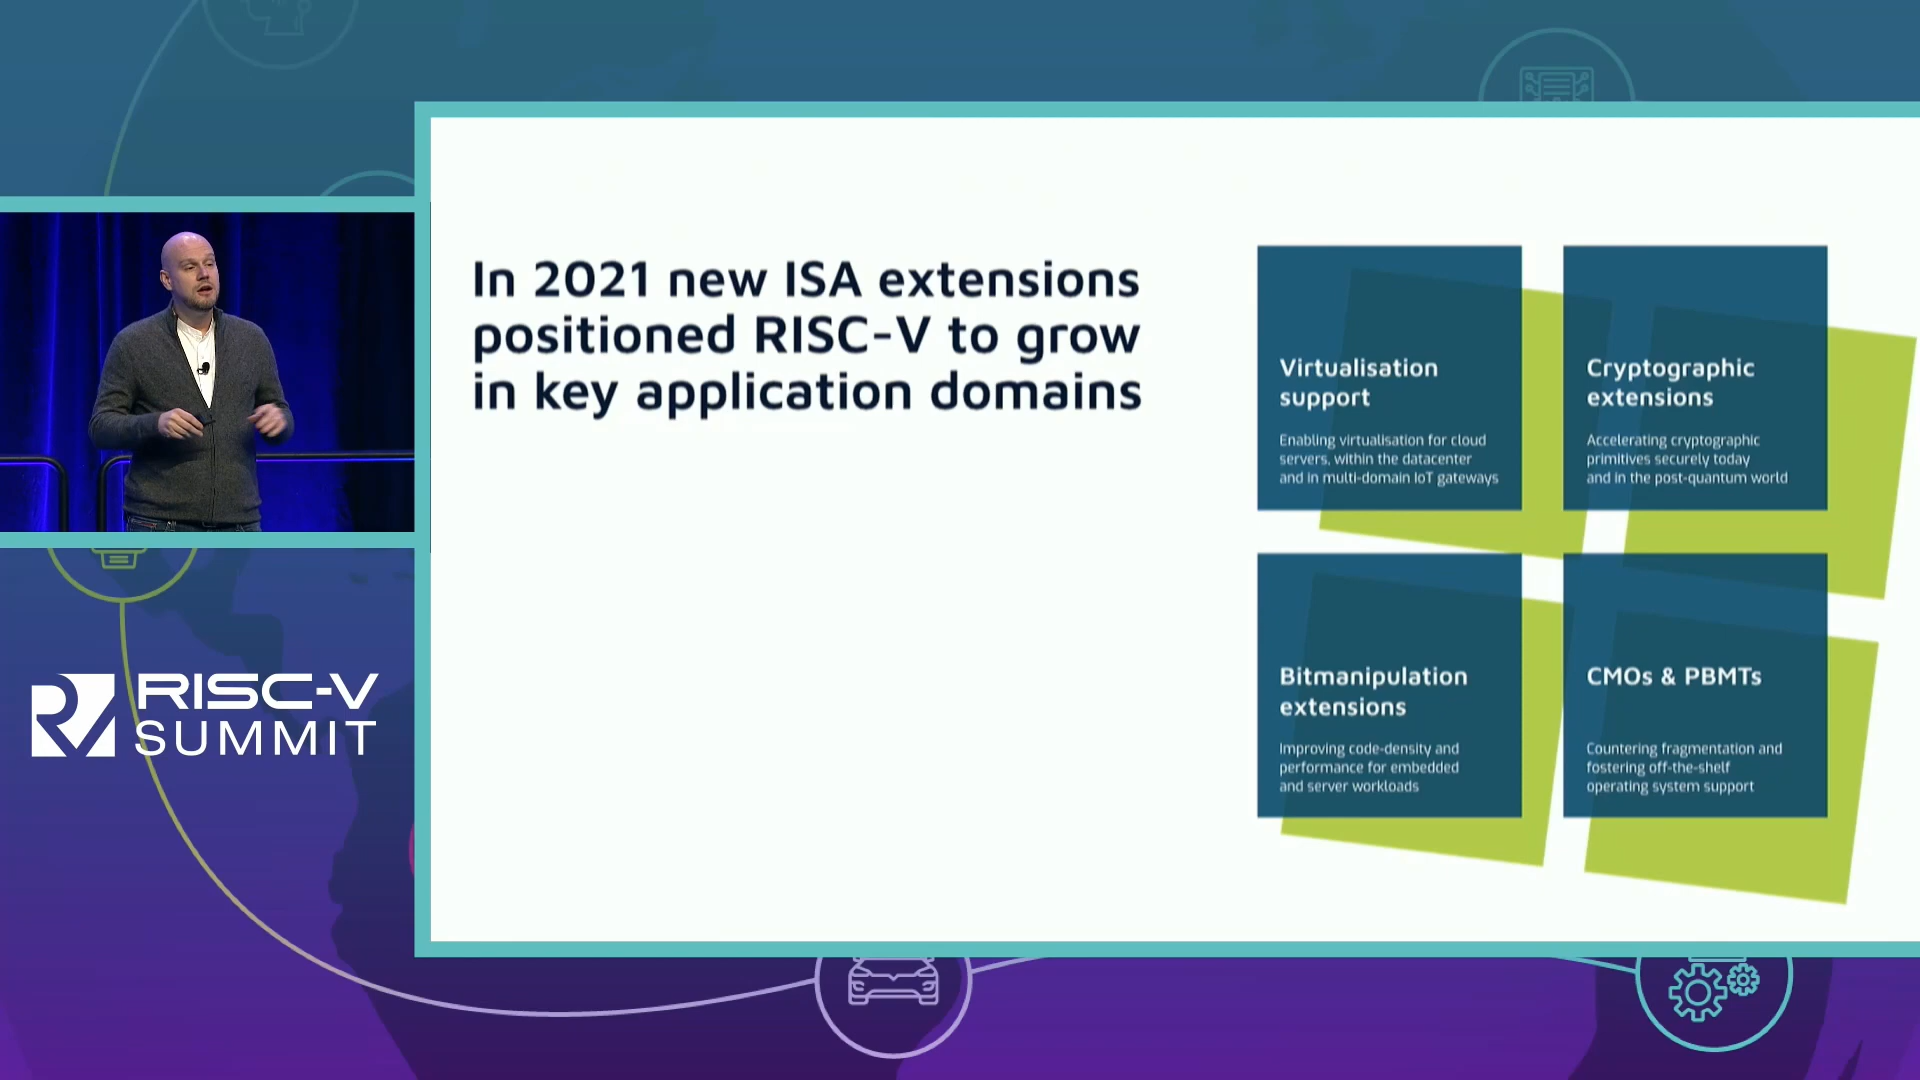 In 2021 new ISA extensions
positioned RISC-V to grow
in key application domains
Virtualisation
support
Enabling virtualisation for cloud
servers, within the datacenter
and in multi-domain IoT gateways
Cryptographic
extensions
Accelerating cryptographic
primitives securely today
and in the post-quantum world
Bitmanipulation
extensions
Improving code-density and
performance for embedded
and server workloads
CMOs & PBMTs
Countering fragmentation and
fostering off-the-shelf
operating system support
RISC-V
SUMMIT